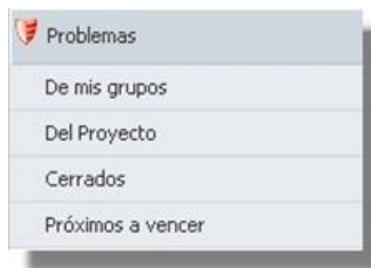 Problemas
De mis grupos
Del Proyecto
Cerrados
Próximos a vencer